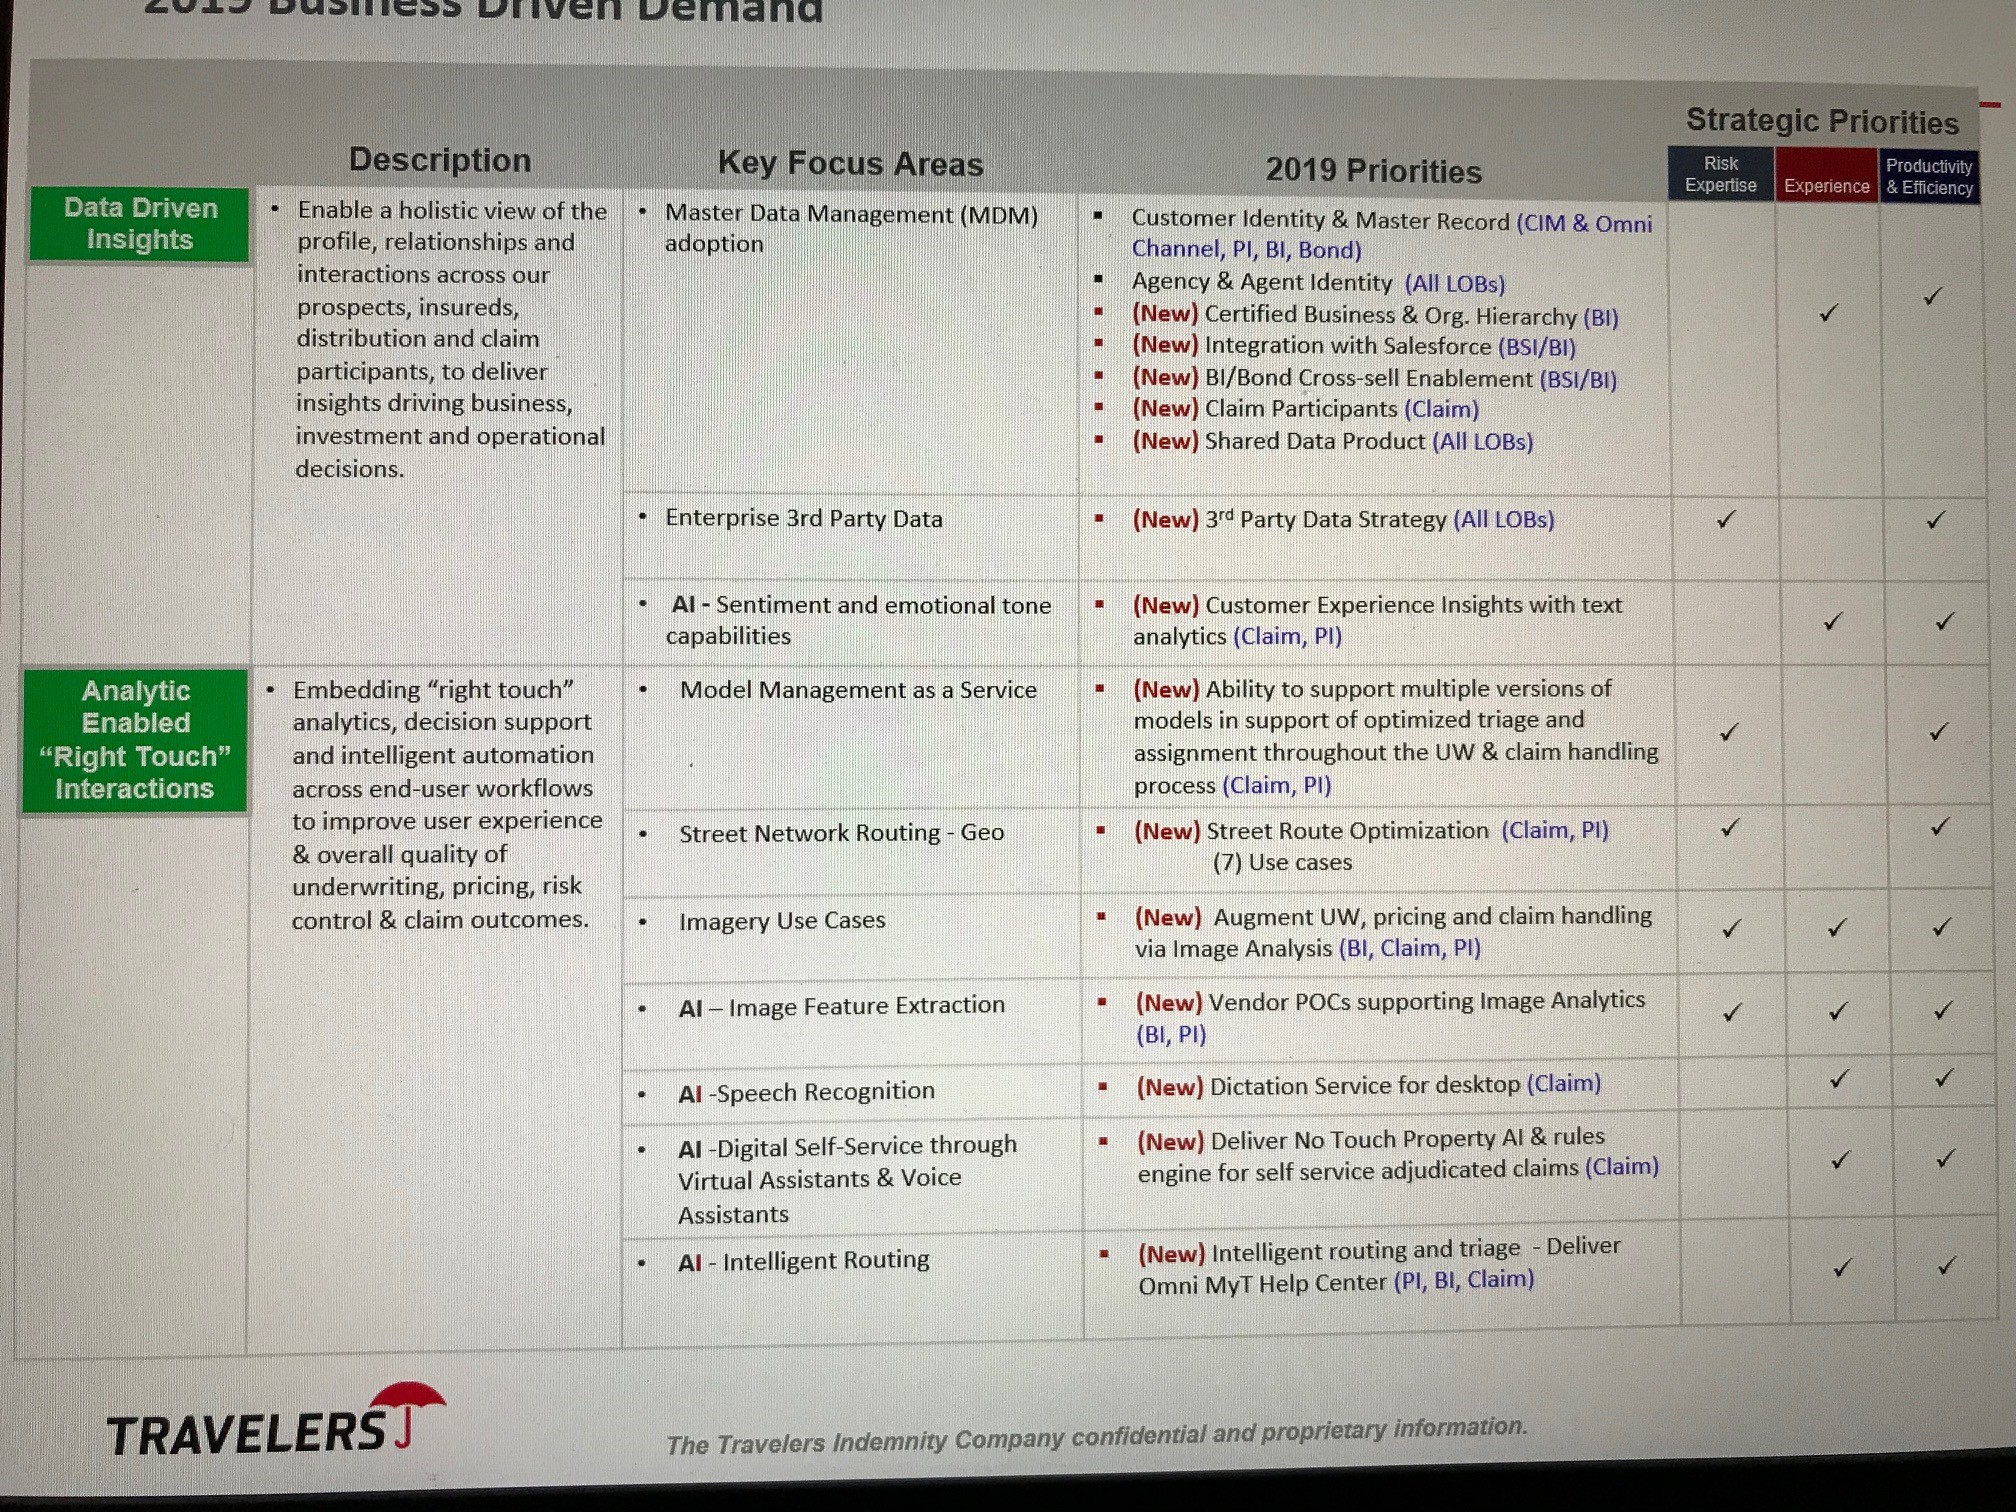 2019 Business Driven Demand
Strategic Priorities
Description
Key Focus Areas
2019 Priorities
Risk
Expertise
Experience
Productivity
& Efficiency
Data Driven
Insights
• Enable a holistic view of the
profile, relationships and
interactions across our
prospects, insureds,
distribution and claim
participants, to deliver
insights driving business,
investment and operational
decisions.
• Master Data Management (MDM)
adoption
▪ Customer Identity & Master Record (CIM & Omni
Channel, PI, BI, Bond)
▪ Agency & Agent Identity (All LOBs)
▪ (New) Certified Business & Org. Hierarchy (BI)
▪ (New) Integration with Salesforce (BSI/BI)
▪ (New) BI/Bond Cross-sell Enablement (BSI/BI)
▪ (New) Claim Participants (Claim)
▪ (New) Shared Data Product (All LOBs)
✓ ✓
• Enterprise 3rd Party Data
▪ (New) 3rd Party Data Strategy (All LOBs)
✓ ✓
• AI - Sentiment and emotional tone
capabilities
▪ (New) Customer Experience Insights with text
analytics (Claim, PI)
✓ ✓
Analytic
Enabled
“Right Touch”
Interactions
• Embedding “right touch”
analytics, decision support
and intelligent automation
across end-user workflows
to improve user experience
& overall quality of
underwriting, pricing, risk
control & claim outcomes.
• Model Management as a Service
▪ (New) Ability to support multiple versions of
models in support of optimized triage and
assignment throughout the UW & claim handling
process (Claim, PI)
✓ ✓
• Street Network Routing - Geo
▪ (New) Street Route Optimization (Claim, PI)
(7) Use cases
✓ ✓
• Imagery Use Cases
▪ (New) Augment UW, pricing and claim handling
via Image Analysis (BI, Claim, PI)
✓ ✓ ✓
• AI – Image Feature Extraction
▪ (New) Vendor POCs supporting Image Analytics
(BI, PI)
✓ ✓ ✓
• AI -Speech Recognition
▪ (New) Dictation Service for desktop (Claim)
✓ ✓
• AI -Digital Self-Service through
Virtual Assistants & Voice
Assistants
▪ (New) Deliver No Touch Property AI & rules
engine for self service adjudicated claims (Claim)
✓ ✓
• AI - Intelligent Routing
▪ (New) Intelligent routing and triage - Deliver
Omni MyT Help Center (PI, BI, Claim)
✓ ✓
TRAVELERS
The Travelers Indemnity Company confidential and proprietary information.